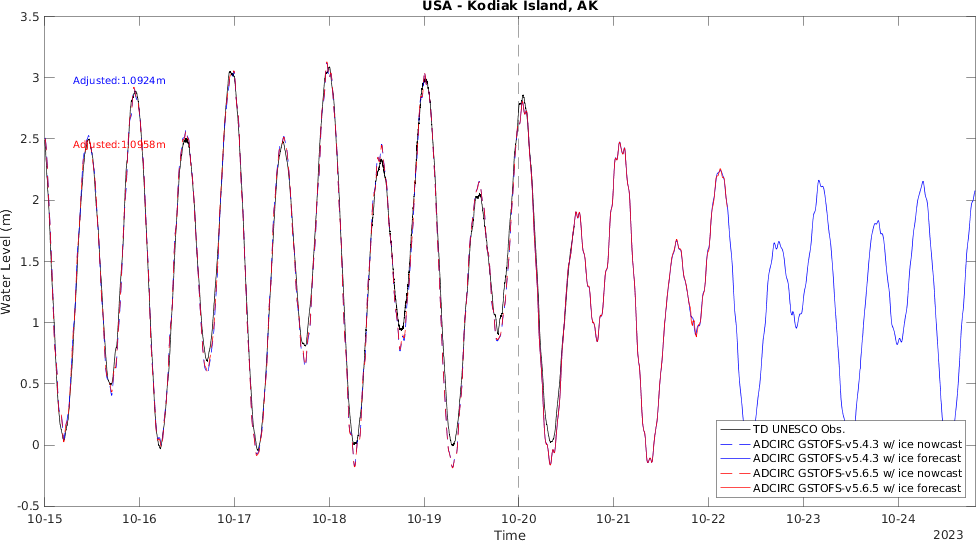 USA - Kodiak Island, AK
3.5
3
2.5
2
1.5
1
0.5
0
-0.5
Water Level (m)
Adjusted:1.0924m
Adjusted:1.0958m
TD UNESCO Obs.
ADCIRC GSTOFS-v5.4.3 w/ ice nowcast
ADCIRC GSTOFS-v5.4.3 w/ ice forecast
ADCIRC GSTOFS-v5.6.5 w/ ice nowcast
ADCIRC GSTOFS-v5.6.5 w/ ice forecast
10-15 10-16 10-17 10-18 10-19 10-20 10-21 10-22 10-23 10-24
Time
2023